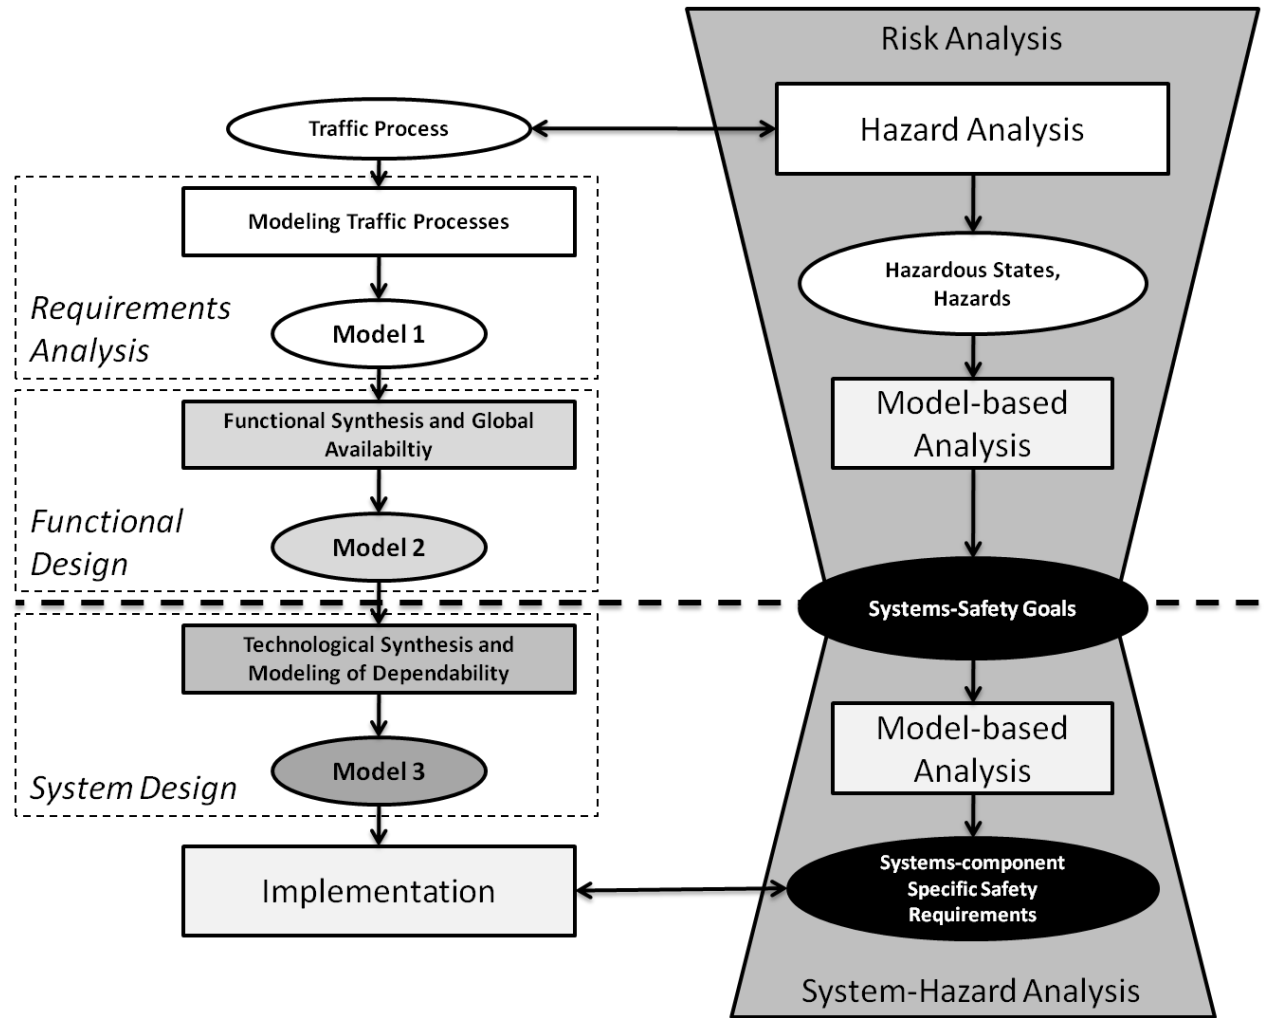 Risk Analysis
Traffic Process
Hazard Analysis
Modeling Traffic Processes
Requirements
Analysis
Model 1
Hazardous States,
Hazards
Functional Synthesis and Global
Availabiltiy
Model-based
Analysis
Functional
Design
Model 2
Systems-Safety Goals
Technological Synthesis and
Modeling of Dependability
Model-based
Analysis
System Design
Model 3
Implementation
Systems-component
Specific Safety
Requirements
System-Hazard Analysis